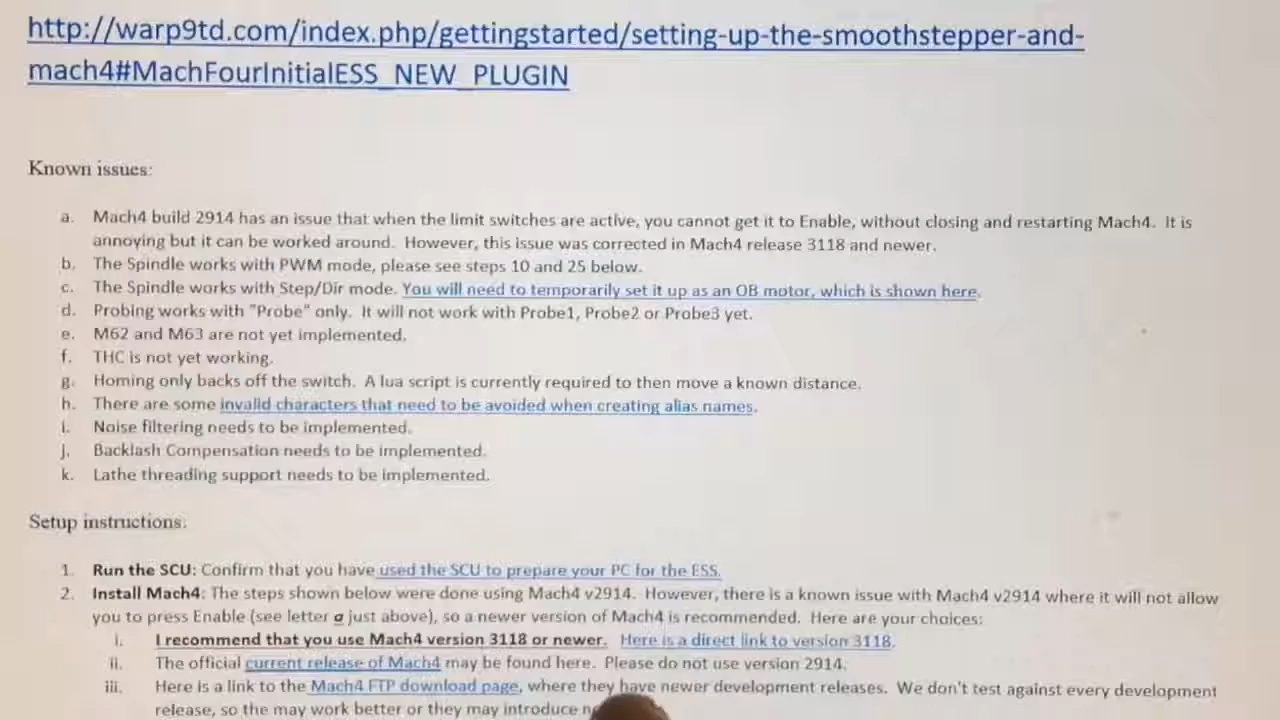 http://warp9td.com/index.php/gettingstarted/setting-up-the-smoothstepper-and-
mach4#MachFourInitialESS_NEW_PLUGIN
Known issues:
a. Mach4 build 2914 has an issue that when the limit switches are active, you cannot get it to Enable, without closing and restarting Mach4. It is
annoying but it can be worked around. However, this issue was corrected in Mach4 release 3118 and newer.
b. The Spindle works with PWM mode, please see steps 10 and 25 below.
c. The Spindle works with Step/Dir mode. You will need to temporarily set it up as an OB motor, which is shown here.
d. Probing works with "Probe" only. It will not work with Probe1, Probe2 or Probe3 yet.
e. M62 and M63 are not yet implemented.
f. THC is not yet working.
g. Homing only backs off the switch. A lua script is currently required to then move a known distance.
h. There are some invalid characters that need to be avoided when creating alias names.
i. Noise filtering needs to be implemented.
j. Backlash Compensation needs to be implemented.
k. Lathe threading support needs to be implemented.
Setup instructions:
1. Run the SCU: Confirm that you have used the SCU to prepare your PC for the ESS.
2. Install Mach4: The steps shown below were done using Mach4 v2914. However, there is a known issue with Mach4 v2914 where it will not allow
you to press Enable (see letter a just above), so a newer version of Mach4 is recommended. Here are your choices:
i. I recommend that you use Mach4 version 3118 or newer. Here is a direct link to version 3118.
ii. The official current release of Mach4 may be found here. Please do not use version 2914.
iii. Here is a link to the Mach4 FTP download page, where they have newer development releases. We don't test against every development
release, so the may work better or they may introduce